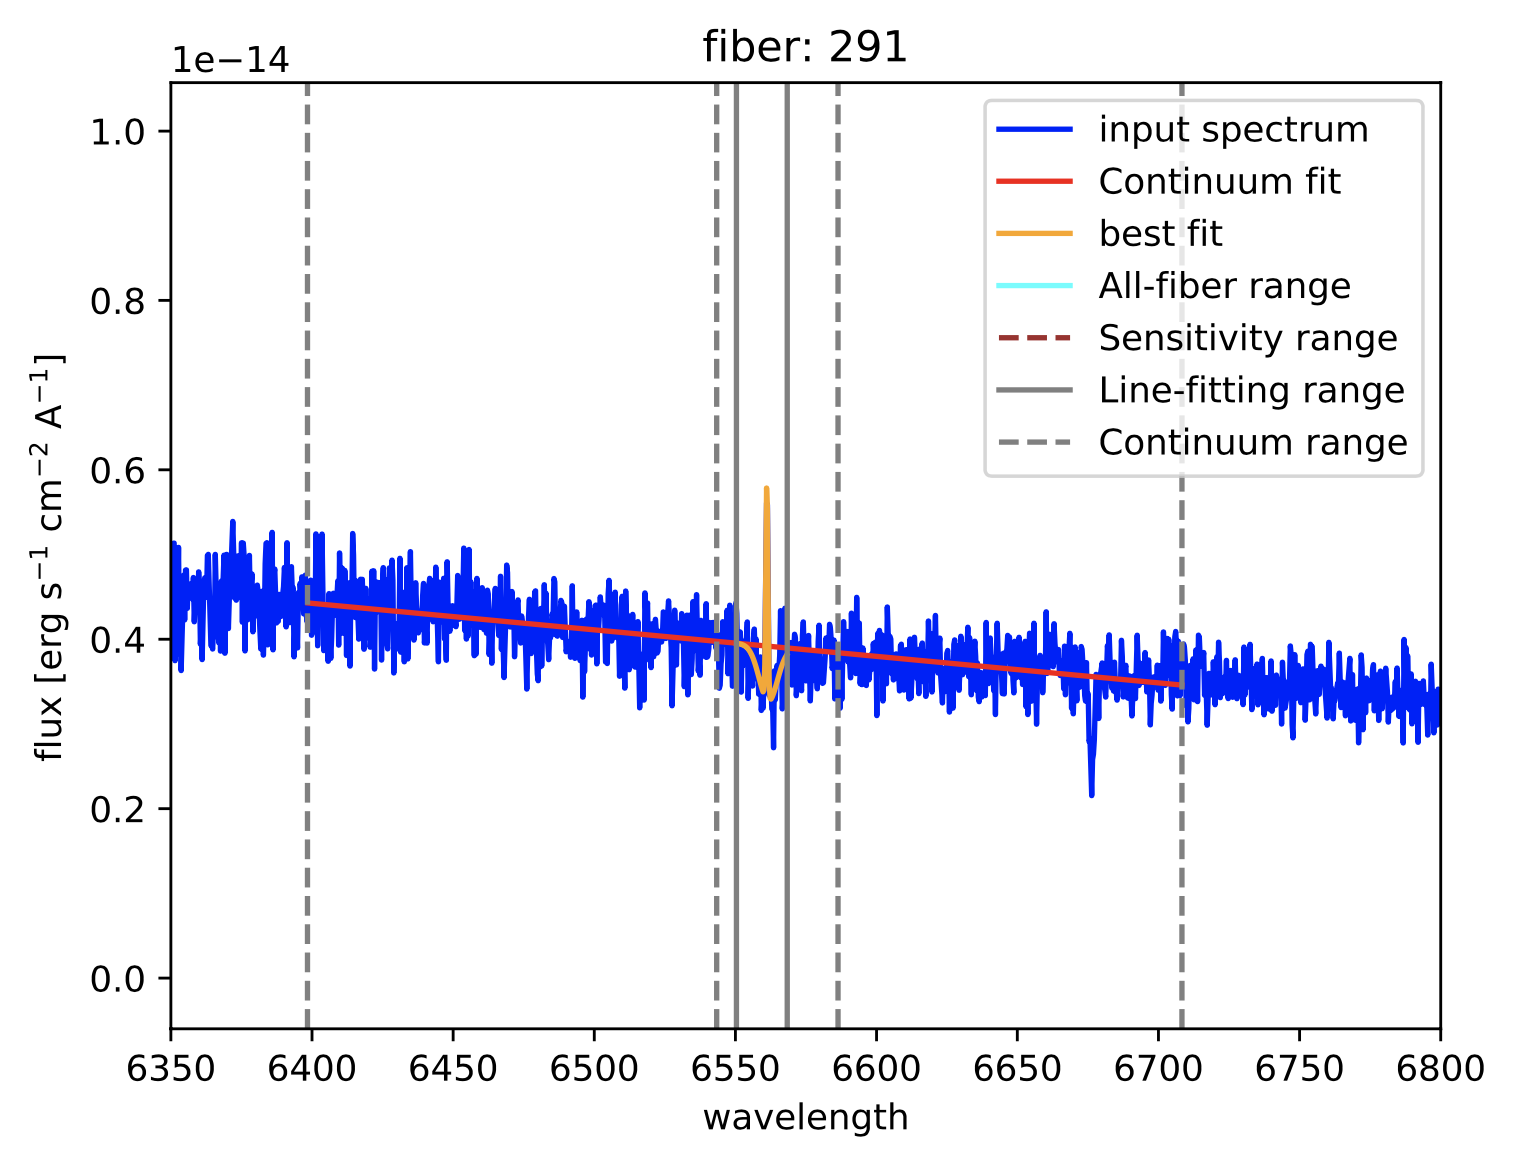 fiber: 291
1e−14
1.0
0.8
0.6
0.4
0.2
0.0
flux [erg s⁻¹ cm⁻² A⁻¹]
input spectrum
Continuum fit
best fit
All-fiber range
Sensitivity range
Line-fitting range
Continuum range
6350 6400 6450 6500 6550 6600 6650 6700 6750 6800
wavelength